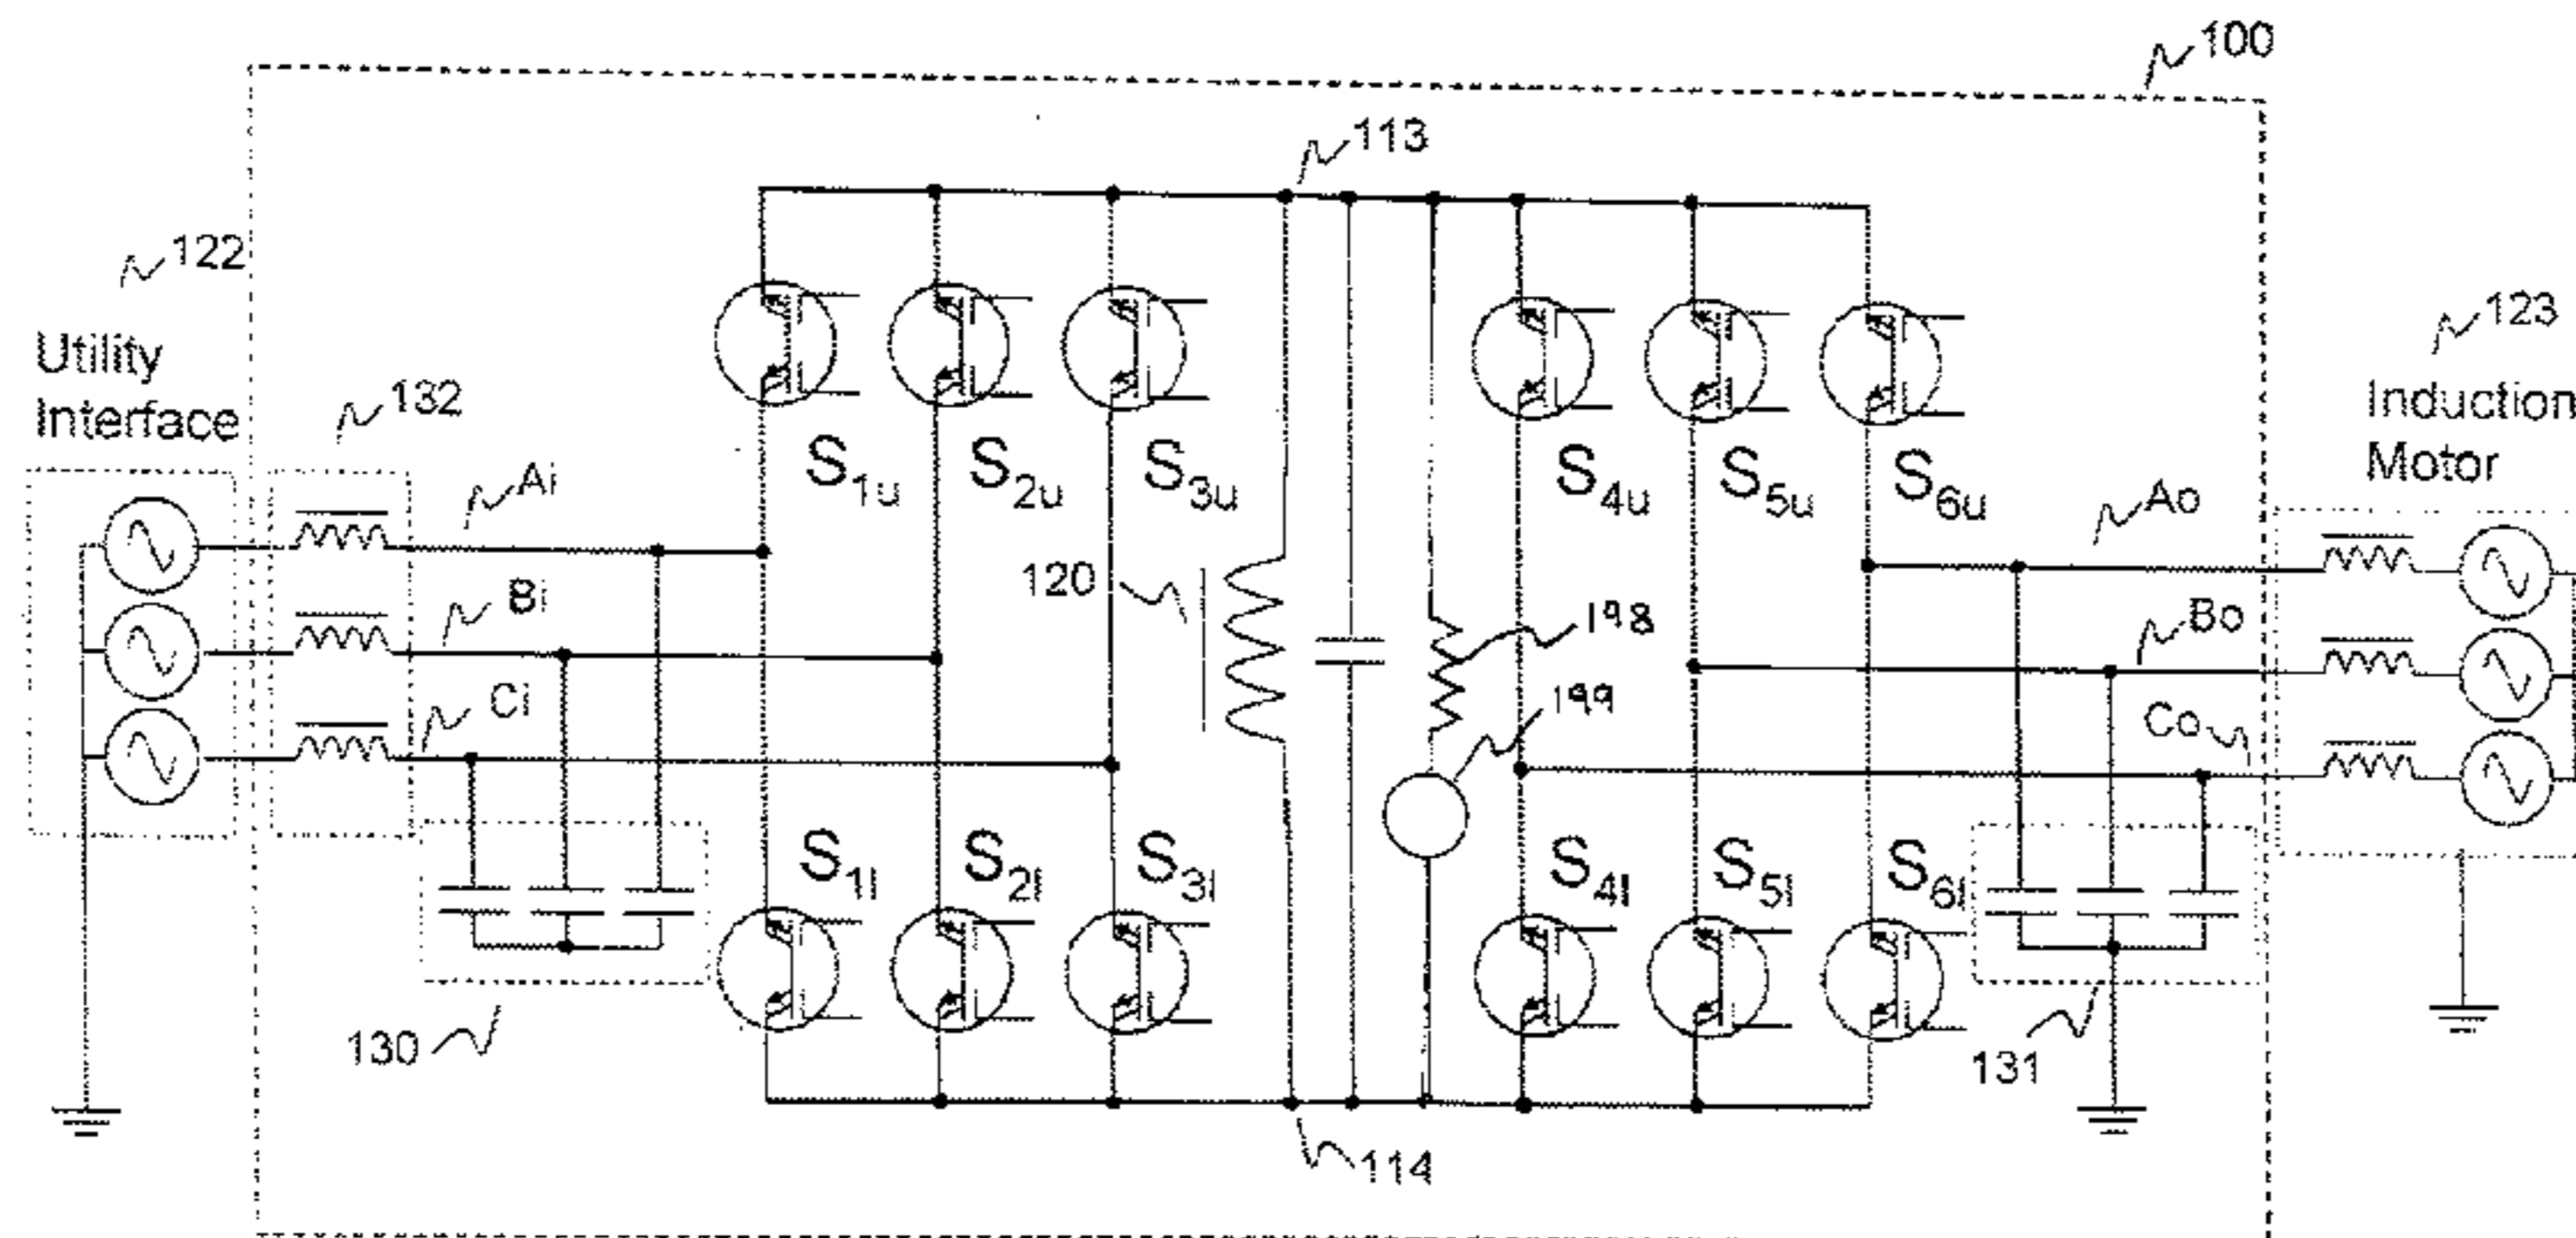 100
113
122
123
Utility
Interface
132
Induction
Motor
Ai
S1u
S2u
S3u
S4u
S5u
S6u
Ao
120
Bi
198
Bo
Ci
199
Co
S1l
S2l
S3l
S4l
S5l
S6l
130
131
114